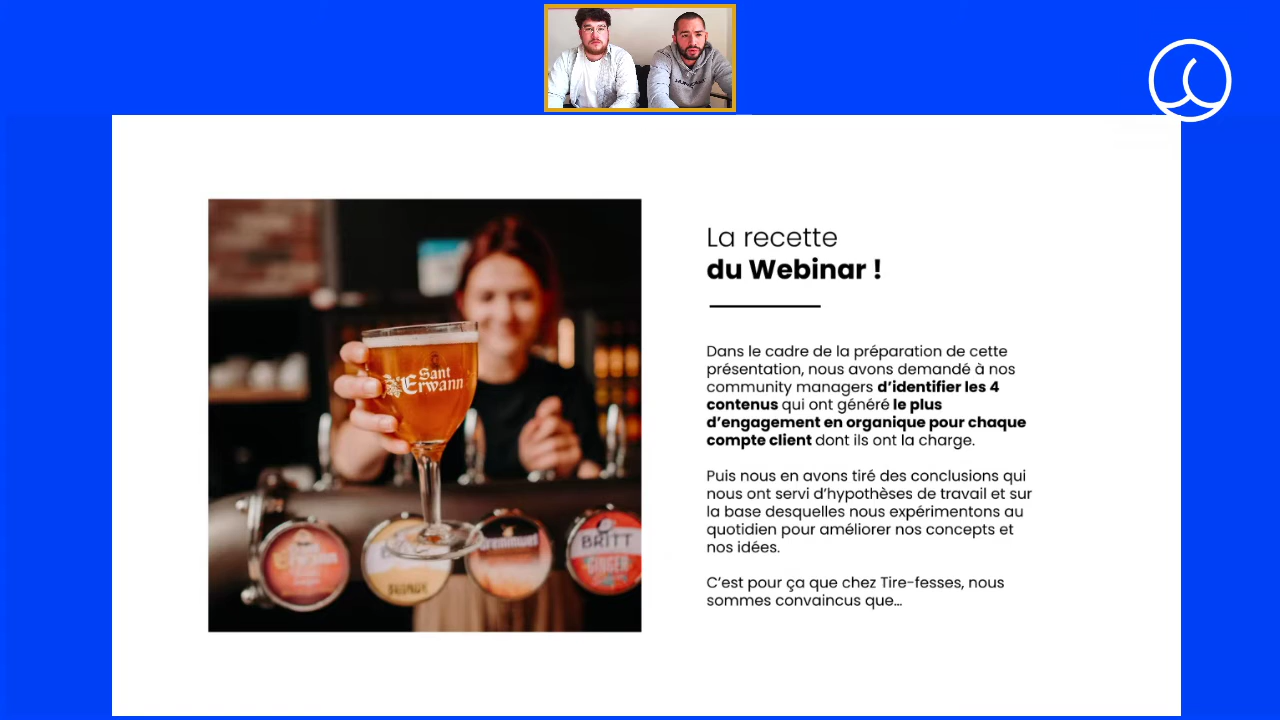 La recette
du Webinar !
Dans le cadre de la préparation de cette
présentation, nous avons demandé à nos
community managers d’identifier les 4
contenus qui ont généré le plus
d’engagement en organique pour chaque
compte client dont ils ont la charge.
Puis nous en avons tiré des conclusions qui
nous ont servi d’hypothèses de travail et sur
la base desquelles nous expérimentons au
quotidien pour améliorer nos concepts et
nos idées.
C’est pour ça que chez Tire-fesses, nous
sommes convaincus que...
Sant
Erwann
BRITT
GINGER